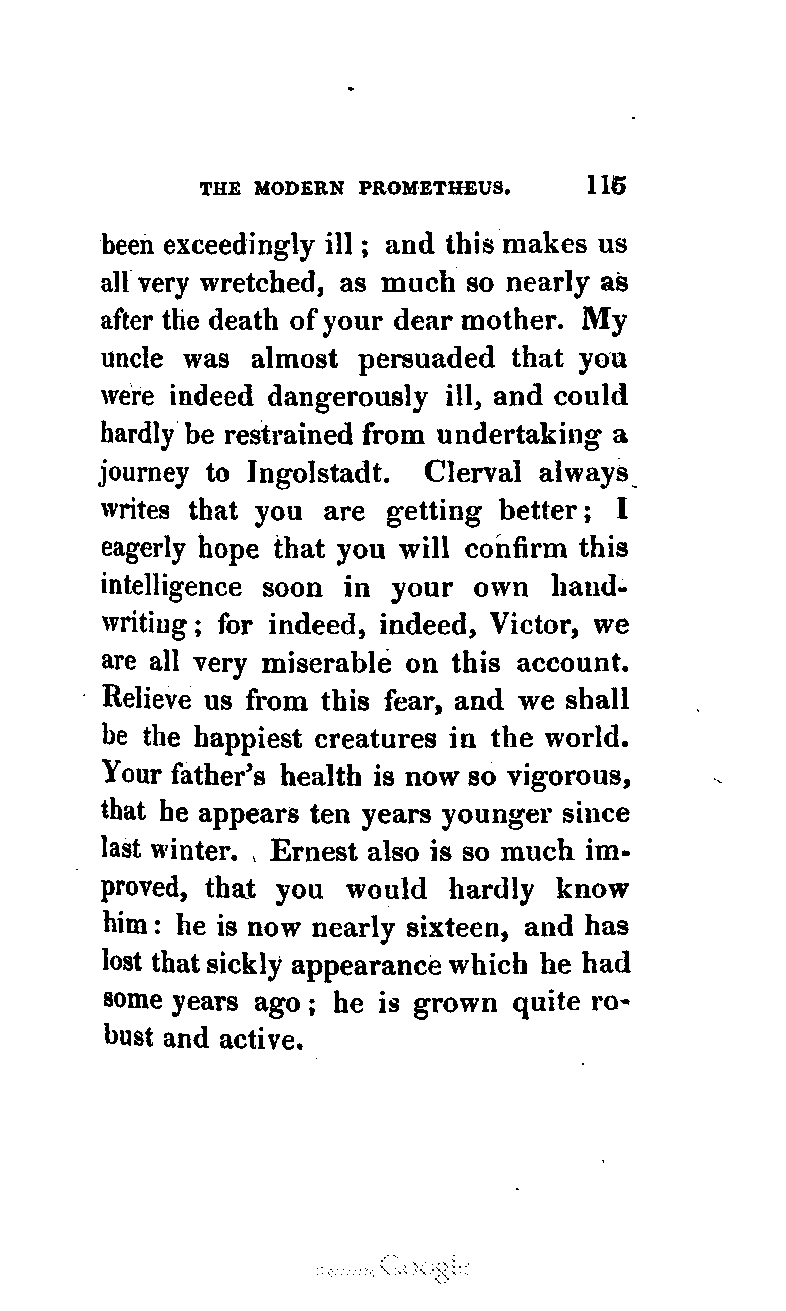 THE MODERN PROMETHEUS. 115
been exceedingly ill; and this makes us
all very wretched, as much so nearly as
after the death of your dear mother. My
uncle was almost persuaded that you
were indeed dangerously ill, and could
hardly be restrained from undertaking a
journey to Ingolstadt. Clerval always
writes that you are getting better; I
eagerly hope that you will confirm this
intelligence soon in your own hand-
writing; for indeed, indeed, Victor, we
are all very miserable on this account.
Relieve us from this fear, and we shall
be the happiest creatures in the world.
Your father's health is now so vigorous,
that he appears ten years younger since
last winter. Ernest also is so much im-
proved, that you would hardly know
him: he is now nearly sixteen, and has
lost that sickly appearance which he had
some years ago; he is grown quite ro-
bust and active.
Google